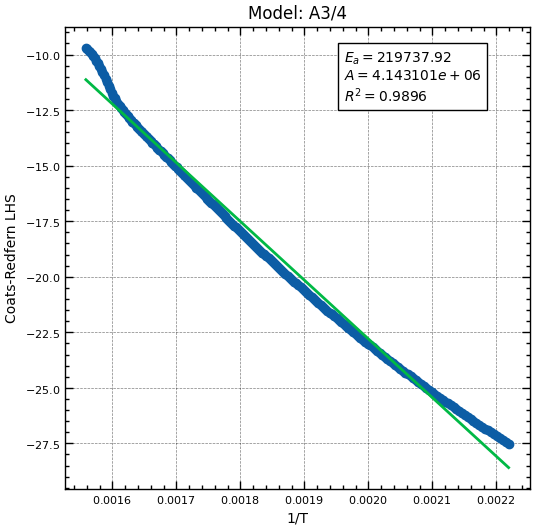 Model: A3/4
E_a = 219737.92
A = 4.143101e + 06
R² = 0.9896
Coats-Redfern LHS
−10.0
−12.5
−15.0
−17.5
−20.0
−22.5
−25.0
−27.5
0.0016 0.0017 0.0018 0.0019 0.0020 0.0021 0.0022
1/T